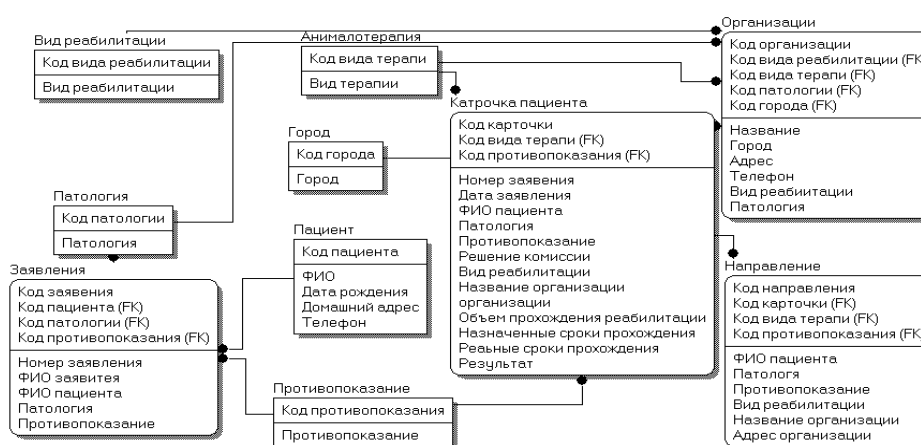 Вид реабилитации
Код вида реабилитации
Вид реабилитации
Анималотерапия
Код вида терапи
Вид терапии
Организации
Код организации
Код вида реабилитации (FK
Код вида терапи (FK)
Код патологии (FK)
Код города (FK)
Название
Город
Адрес
Телефон
Вид реабиитации
Патология
Город
Код города
Город
Катрочка пациента
Код карточки
Код вида терапи (FK)
Код противопоказания (FK)
Номер заявения
Дата заявления
ФИО пациента
Патология
Противопоказание
Решение комиссии
Вид реабилитации
Название организации
организации
Объем прохождения реабилитации
Назначенные сроки прохождения
Реаьные сроки прохождения
Результат
Патология
Код патологии
Патология
Пациент
Код пациента
ФИО
Дата рождения
Домашний адрес
Телефон
Заявления
Код заявения
Код пациента (FK)
Код патологии (FK)
Код противопоказания (FK)
Номер заявления
ФИО заявитея
ФИО пациента
Патология
Противопоказание
Противопоказание
Код противопоказания
Противопоказание
Направление
Код направления
Код карточки (FK)
Код вида терапи (FK)
Код противопоказания (FK
ФИО пациента
Патологя
Противопоказание
Вид реабилитации
Название организации
Адрес организации